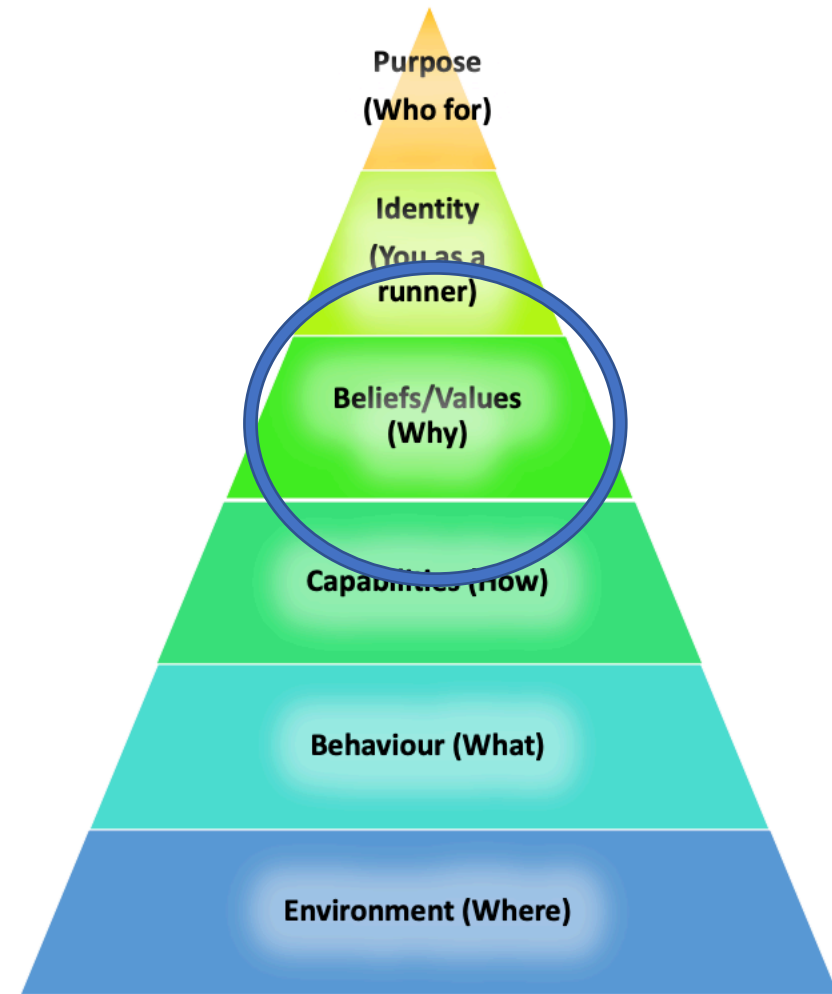 Purpose
(Who for)
Identity
(You as a
runner)
Beliefs/Values
(Why)
Capabilities (How)
Behaviour (What)
Environment (Where)